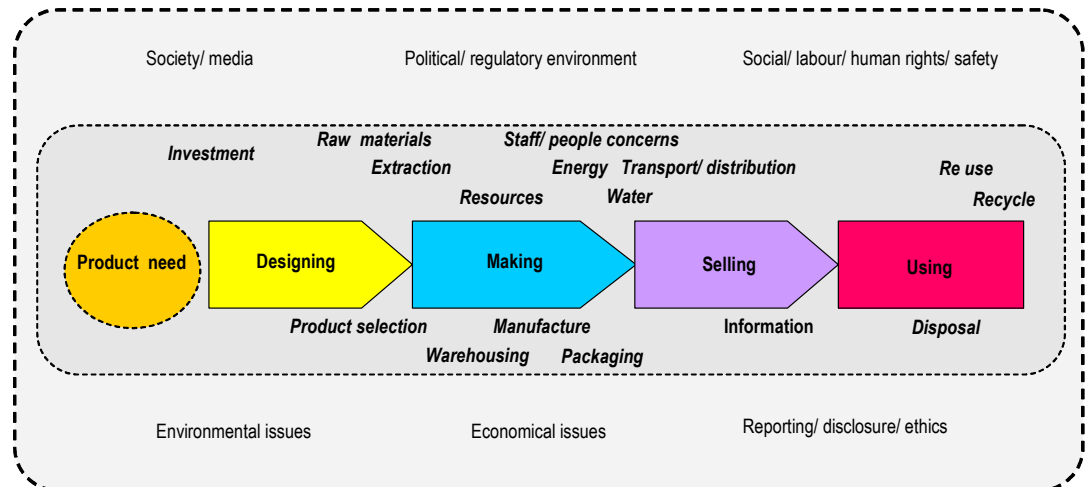 Society/ media
Political/ regulatory environment
Social/ labour/ human rights/ safety
Investment
Raw materials
Extraction
Resources
Staff/ people concerns
Energy
Transport/ distribution
Water
Re use
Recycle
Product need
Designing
Making
Selling
Using
Product selection
Manufacture
Information
Disposal
Warehousing
Packaging
Environmental issues
Economical issues
Reporting/ disclosure/ ethics